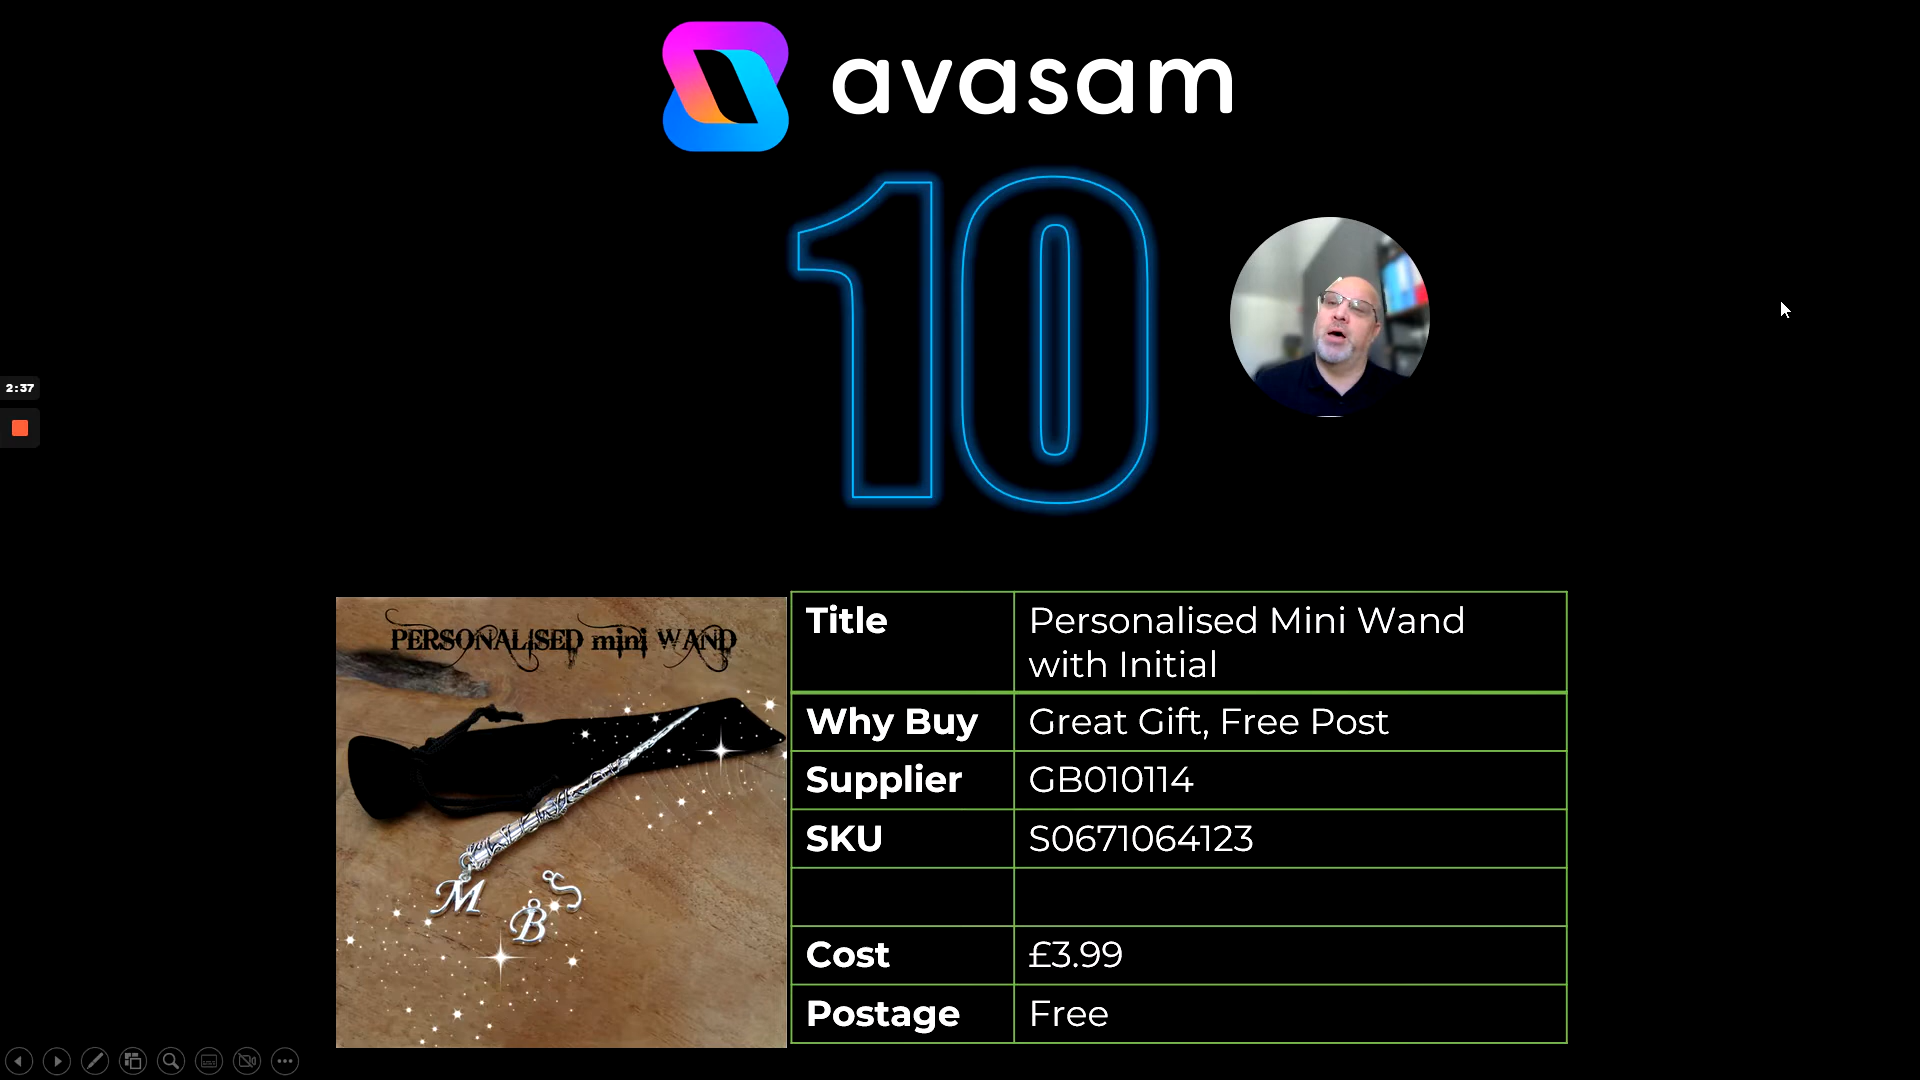 avasam
10
2:37
PERSONALISED mini WAND
M
B
S
Title
Personalised Mini Wand
with Initial
Why Buy
Great Gift, Free Post
Supplier
GB010114
SKU
S0671064123
Cost
£3.99
Postage
Free